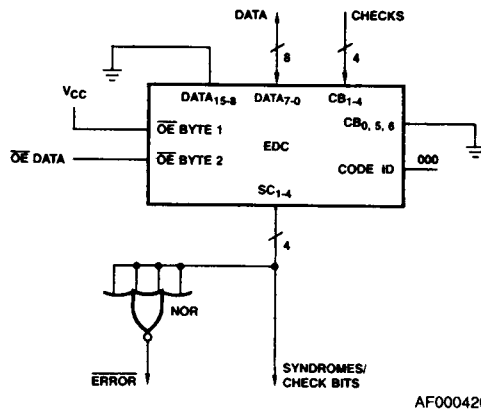 DATA CHECKS
8 4
DATA15-8 DATA7-0 CB1-4
VCC
OE BYTE 1
CB0, 5, 6
EDC
OE DATA
OE BYTE 2
CODE ID 000
SC1-4
4
NOR
ERROR
SYNDROMES/
CHECK BITS